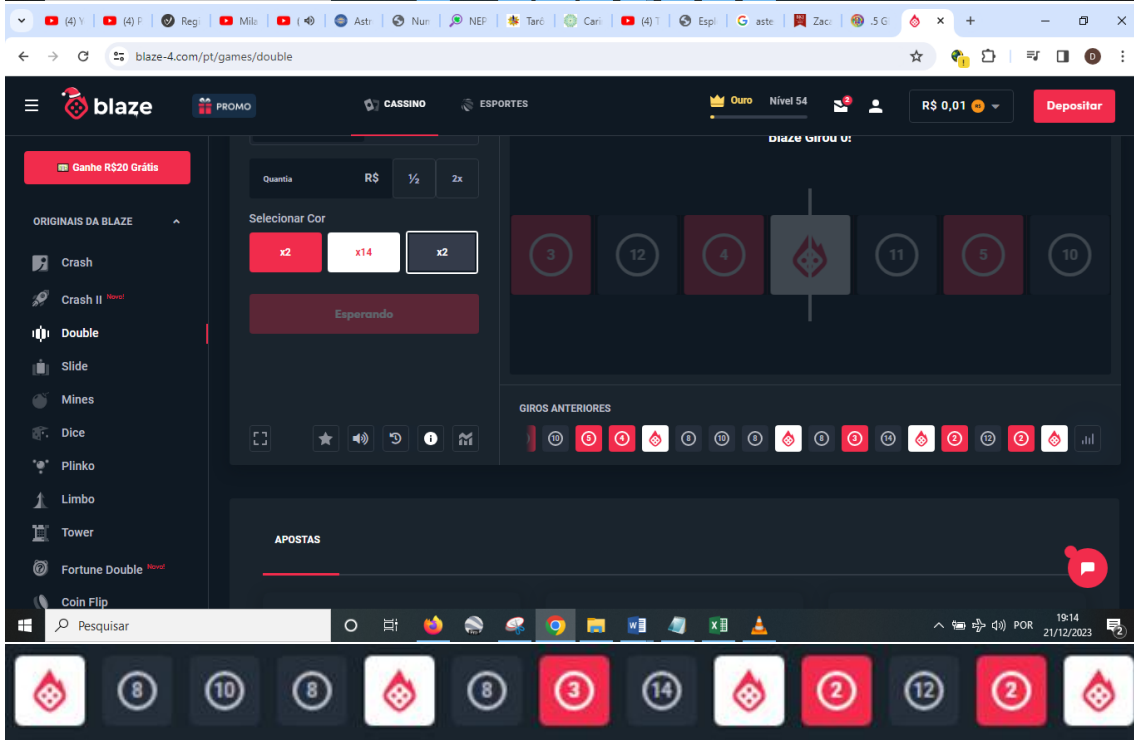 (4) Y (4) F Regi Mila ( Astr Nun NEP Tarô Cari (4) T Espi aste Zaca .5 G
blaze-4.com/pt/games/double D
blaze PROMO CASSINO ESPORTES Ouro Nível 54 2 R$ 0,01 R$ Depositar
Blaze Girou 0!
Ganhe R$20 Grátis
Quantia R$ ½ 2x
ORIGINAIS DA BLAZE
Selecionar Cor
x2 x14 x2
3 12 4 11 5 10
Crash
Crash II Novo!
Esperando
Double
Slide
Mines
GIROS ANTERIORES
Dice
10 5 4 8 10 8 8 3 14 2 12 2
Plinko
Limbo
Tower
APOSTAS
Fortune Double Novo!
Coin Flip
Pesquisar
POR
19:14
21/12/2023
2
8 10 8 8 3 14 2 12 2